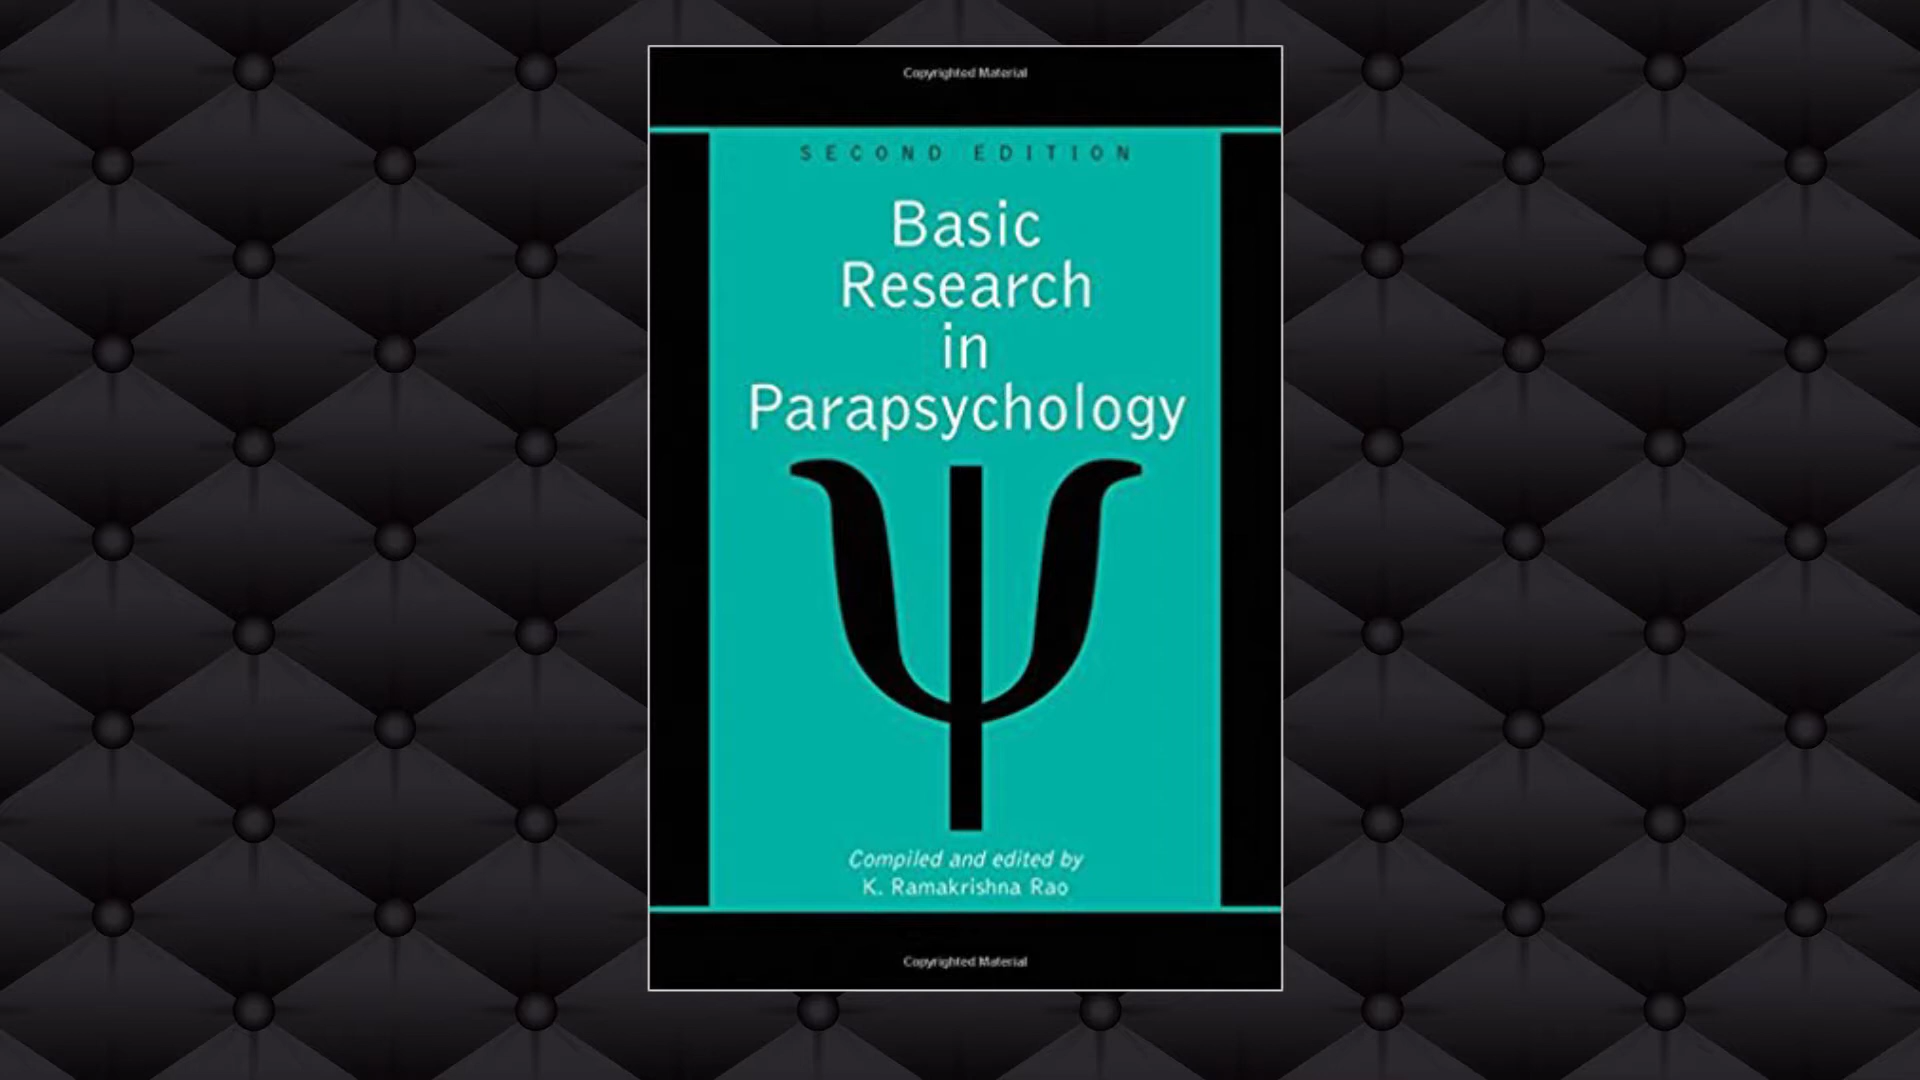 Copyrighted Material
SECOND EDITION
Basic
Research
in
Parapsychology
Ψ
Compiled and edited by
K. Ramakrishna Rao
Copyrighted Material